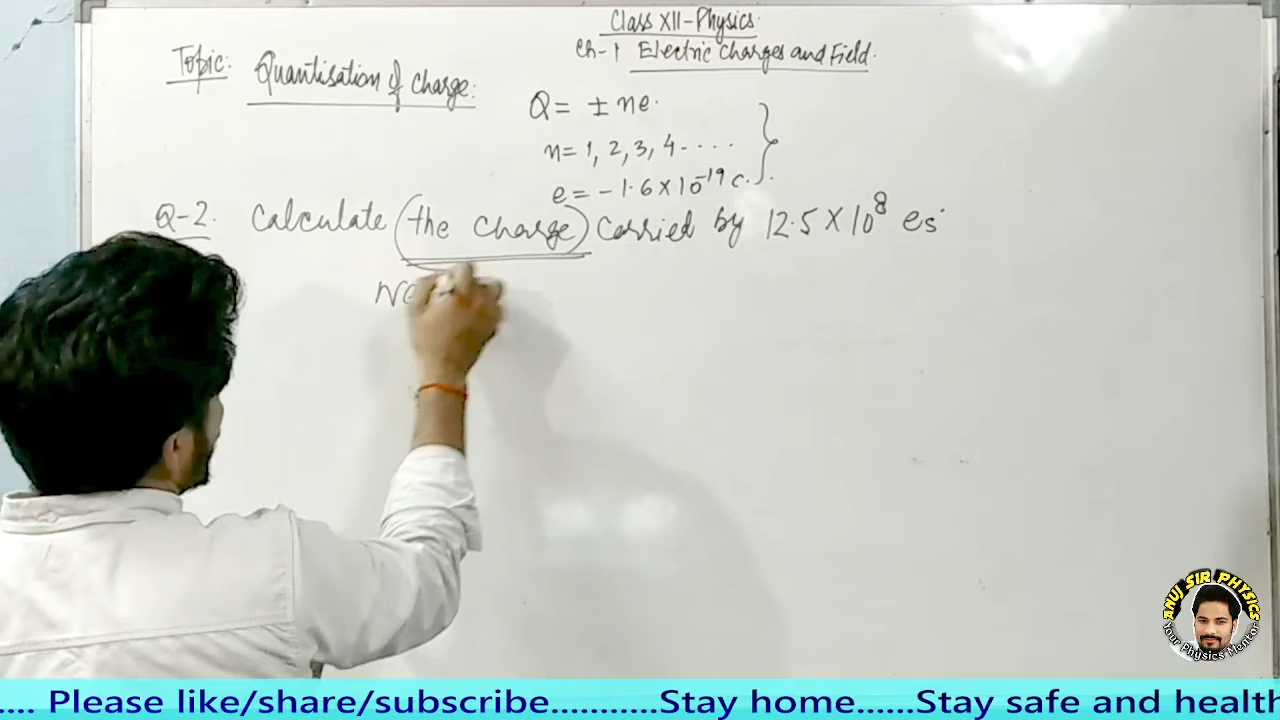 Class XII-Physics
Ch-1 Electric Charges and Field.
Topic: Quantisation of charge:
Q = ± ne.
n = 1, 2, 3, 4 - ....
e = -1.6 × 10⁻¹⁹ C.
Q-2. Calculate (the charge) Carried by 12.5 × 10⁸ es
ANUJ SIR PHYSICS
Your Physics Mentor
.... Please like/share/subscribe...........Stay home......Stay safe and health